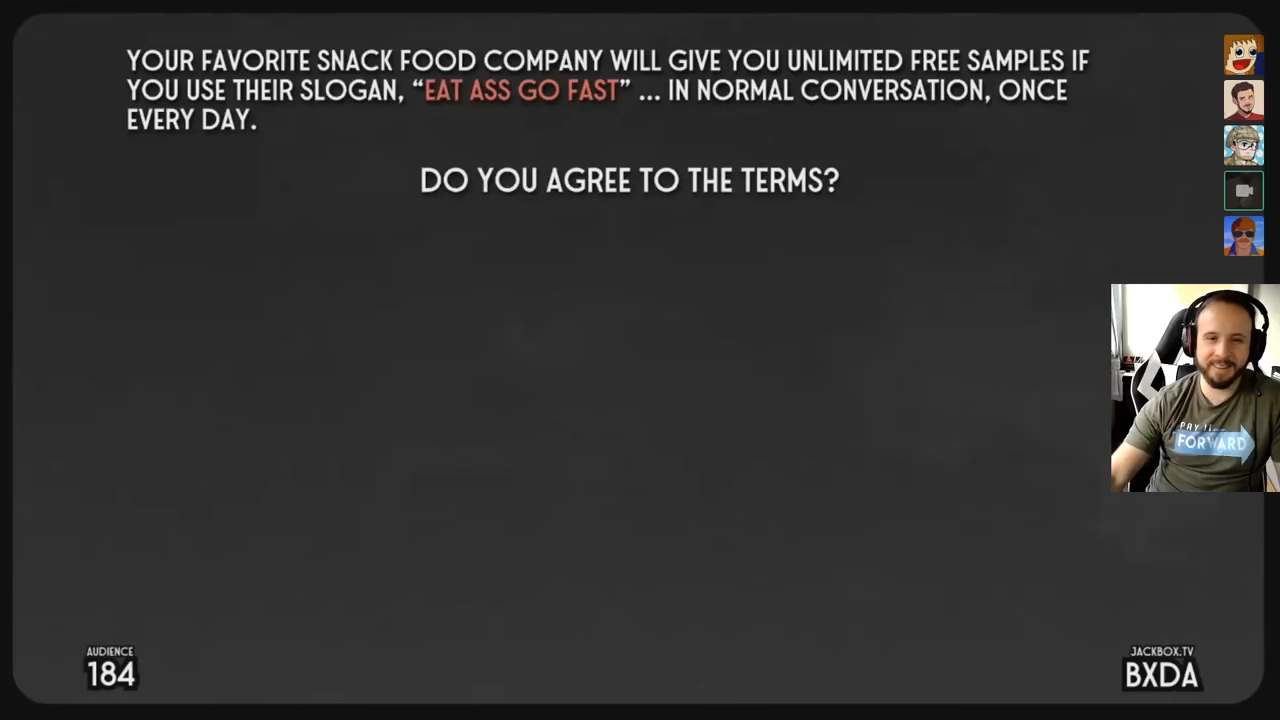 YOUR FAVORITE SNACK FOOD COMPANY WILL GIVE YOU UNLIMITED FREE SAMPLES IF
YOU USE THEIR SLOGAN, “EAT ASS GO FAST” ... IN NORMAL CONVERSATION, ONCE
EVERY DAY.
DO YOU AGREE TO THE TERMS?
PAY IT
FORWARD
AUDIENCE
184
JACKBOX.TV
BXDA